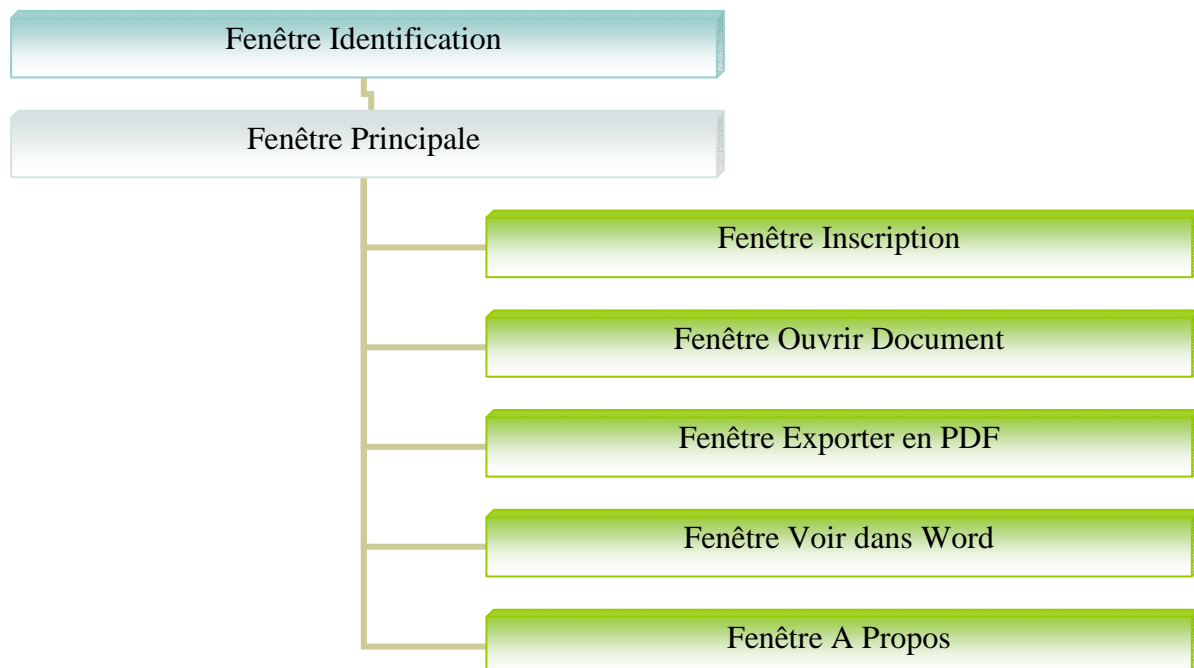 Fenêtre Identification
Fenêtre Principale
Fenêtre Inscription
Fenêtre Ouvrir Document
Fenêtre Exporter en PDF
Fenêtre Voir dans Word
Fenêtre A Propos